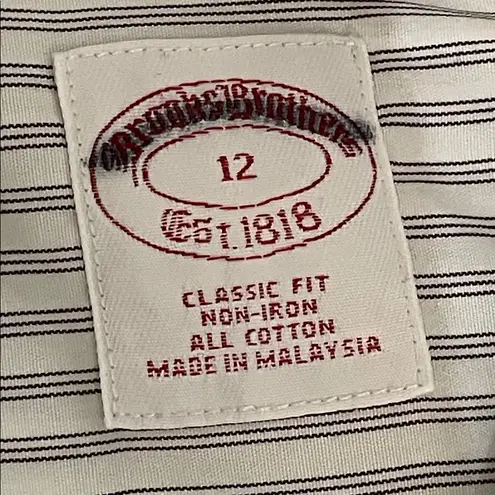 Brooks Brothers
12
Est. 1818
CLASSIC FIT
NON-IRON
ALL COTTON
MADE IN MALAYSIA